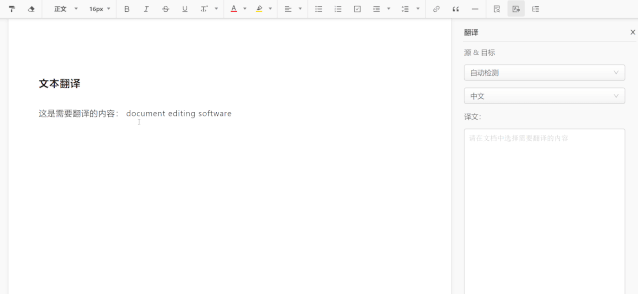 正文 16px B I S U T A
翻译
源 & 目标
自动检测
中文
译文:
请在文档中选择需要翻译的内容
文本翻译
这是需要翻译的内容： document editing software